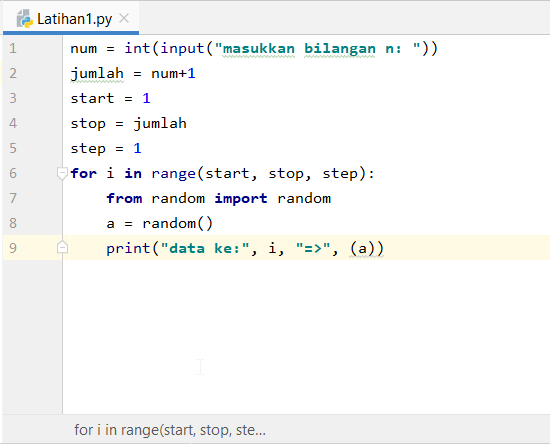 Latihan1.py
1 num = int(input("masukkan bilangan n: "))
2 jumlah = num+1
3 start = 1
4 stop = jumlah
5 step = 1
6 for i in range(start, stop, step):
7 from random import random
8 a = random()
9 print("data ke:", i, "=>", (a))
for i in range(start, stop, ste...